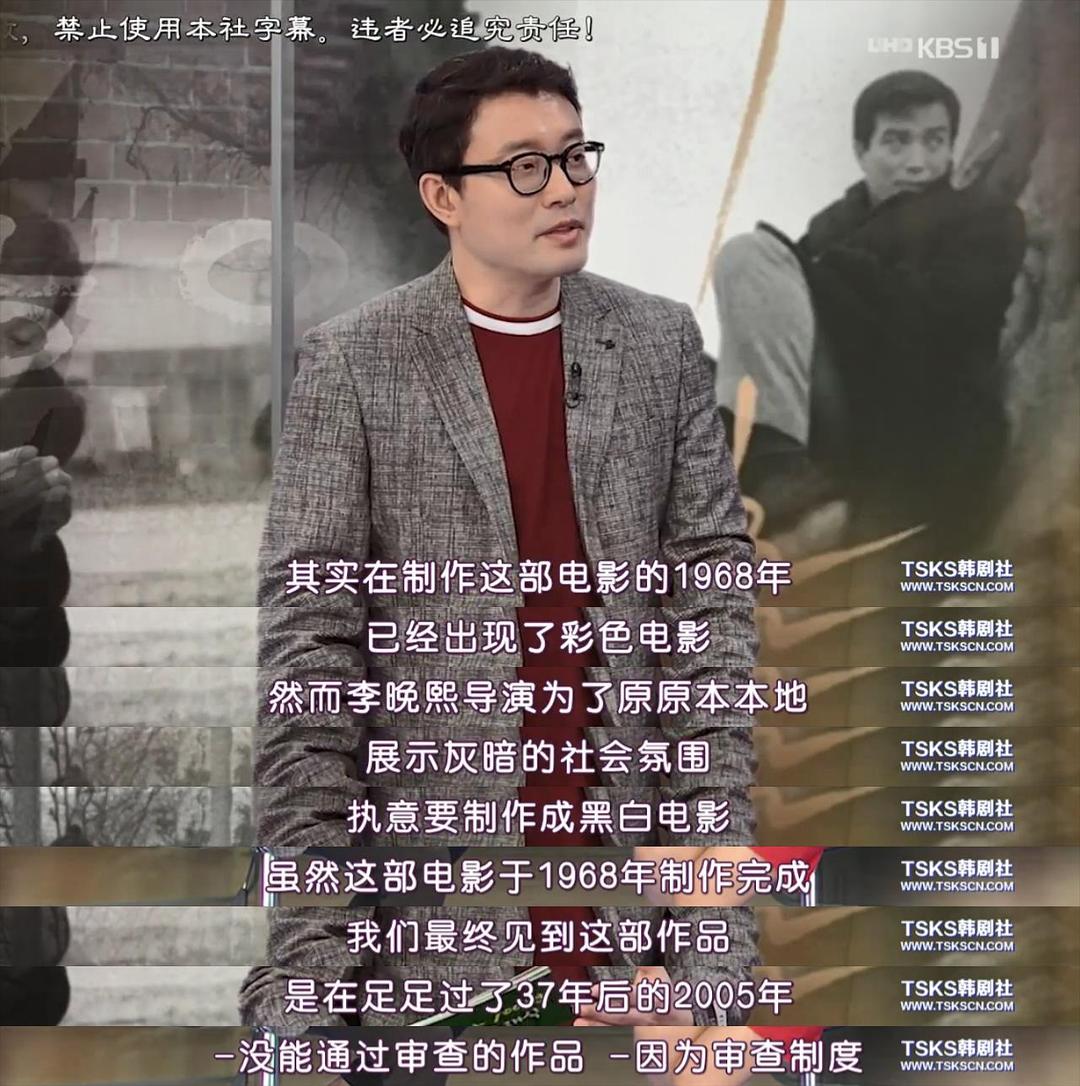 禁止使用本社字幕。违者必追究责任!
UHD KBS1
其实在制作这部电影的1968年
TSKS韩剧社
WWW.TSKSCN.COM
已经出现了彩色电影
TSKS韩剧社
WWW.TSKSCN.COM
然而李晚熙导演为了原原本本地
TSKS韩剧社
WWW.TSKSCN.COM
展示灰暗的社会氛围
TSKS韩剧社
WWW.TSKSCN.COM
执意要制作成黑白电影
TSKS韩剧社
WWW.TSKSCN.COM
虽然这部电影于1968年制作完成
TSKS韩剧社
WWW.TSKSCN.COM
我们最终见到这部作品
TSKS韩剧社
WWW.TSKSCN.COM
是在足足过了37年后的2005年
TSKS韩剧社
WWW.TSKSCN.COM
-没能通过审查的作品 -因为审查制度
TSKS韩剧社
WWW.TSKSCN.COM